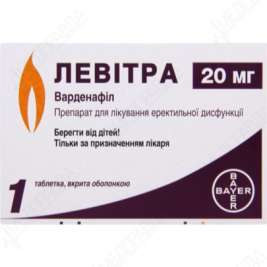 ЛЕВІТРА 20 мг
Варденафіл
Препарат для лікування еректильної дисфункції
Берегти від дітей!
Тільки за призначенням лікаря
1 таблетка, вкрита оболонкою
BAYER
BAYER